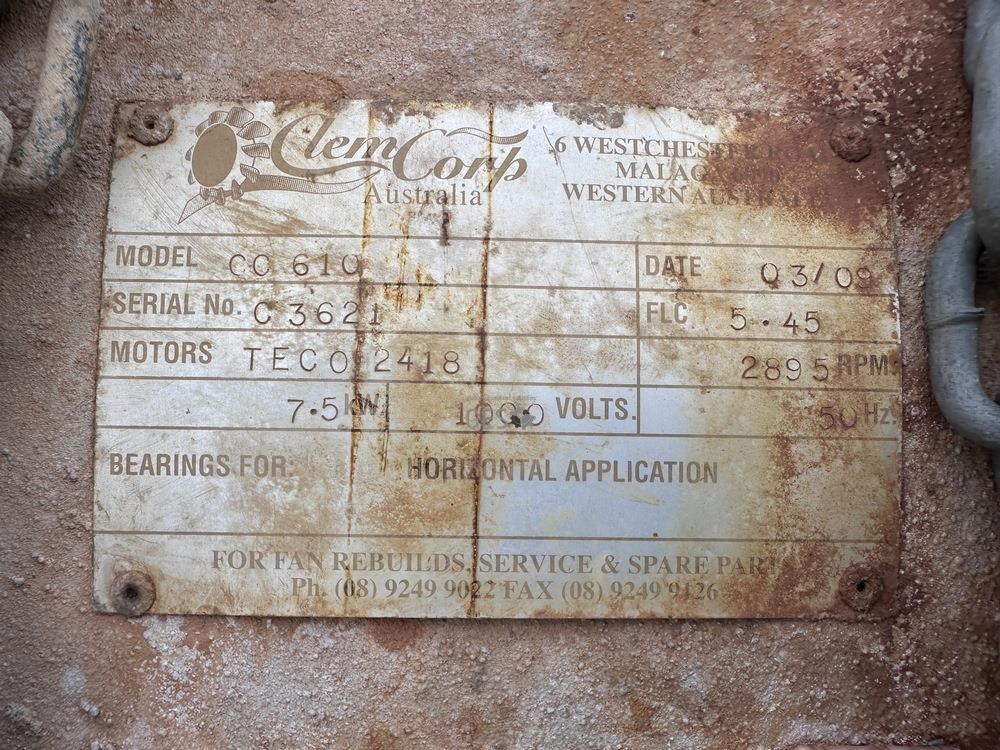 ClemCorp
Australia
6 WESTCHESTER
MALAGA
WESTERN AUSTRALIA
MODEL CC 610
DATE 03/09
SERIAL No. C 3621
FLC 5.45
MOTORS TECO 2418
2895 RPM
7.5 KW
1000 VOLTS.
50 Hz.
BEARINGS FOR: HORIZONTAL APPLICATION
FOR FAN REBUILDS, SERVICE & SPARE PARTS
Ph. (08) 9249 9022 FAX (08) 9249 9126